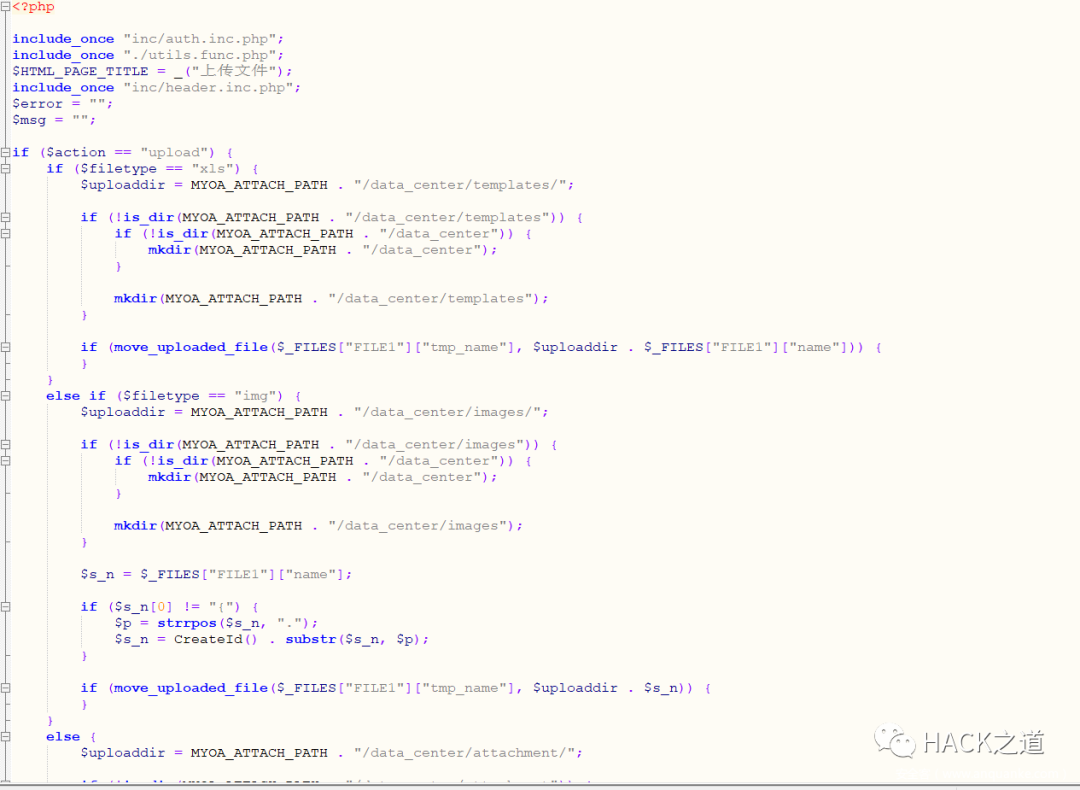 <?php
include_once "inc/auth.inc.php";
include_once "./utils.func.php";
$HTML_PAGE_TITLE = _("上传文件");
include_once "inc/header.inc.php";
$error = "";
$msg = "";
if ($action == "upload") {
if ($filetype == "xls") {
$uploaddir = MYOA_ATTACH_PATH . "/data_center/templates/";
if (!is_dir(MYOA_ATTACH_PATH . "/data_center/templates")) {
if (!is_dir(MYOA_ATTACH_PATH . "/data_center")) {
mkdir(MYOA_ATTACH_PATH . "/data_center");
}
mkdir(MYOA_ATTACH_PATH . "/data_center/templates");
}
if (move_uploaded_file($_FILES["FILE1"]["tmp_name"], $uploaddir . $_FILES["FILE1"]["name"])) {
}
}
else if ($filetype == "img") {
$uploaddir = MYOA_ATTACH_PATH . "/data_center/images/";
if (!is_dir(MYOA_ATTACH_PATH . "/data_center/images")) {
if (!is_dir(MYOA_ATTACH_PATH . "/data_center")) {
mkdir(MYOA_ATTACH_PATH . "/data_center");
}
mkdir(MYOA_ATTACH_PATH . "/data_center/images");
}
$s_n = $_FILES["FILE1"]["name"];
if ($s_n[0] != "{") {
$p = strrpos($s_n, ".");
$s_n = CreateId() . substr($s_n, $p);
}
if (move_uploaded_file($_FILES["FILE1"]["tmp_name"], $uploaddir . $s_n)) {
}
}
else {
$uploaddir = MYOA_ATTACH_PATH . "/data_center/attachment/";
HACK之道